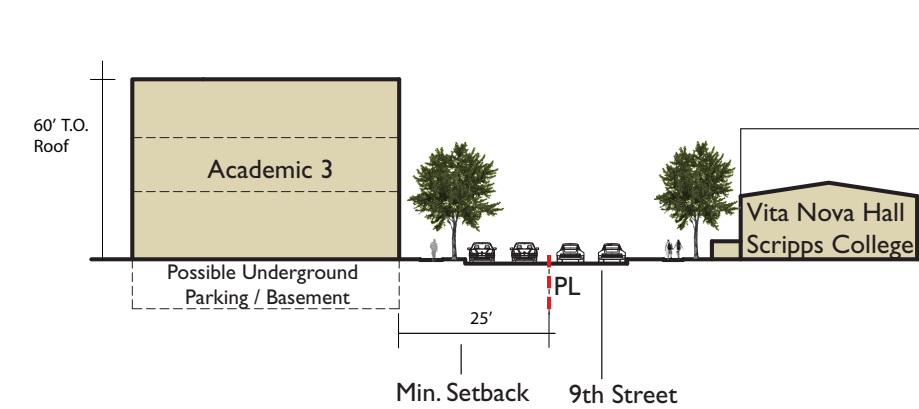 60’ T.O.
Roof
Academic 3
Vita Nova Hall
Scripps College
Possible Underground
Parking / Basement
PL
25’
Min. Setback
9th Street